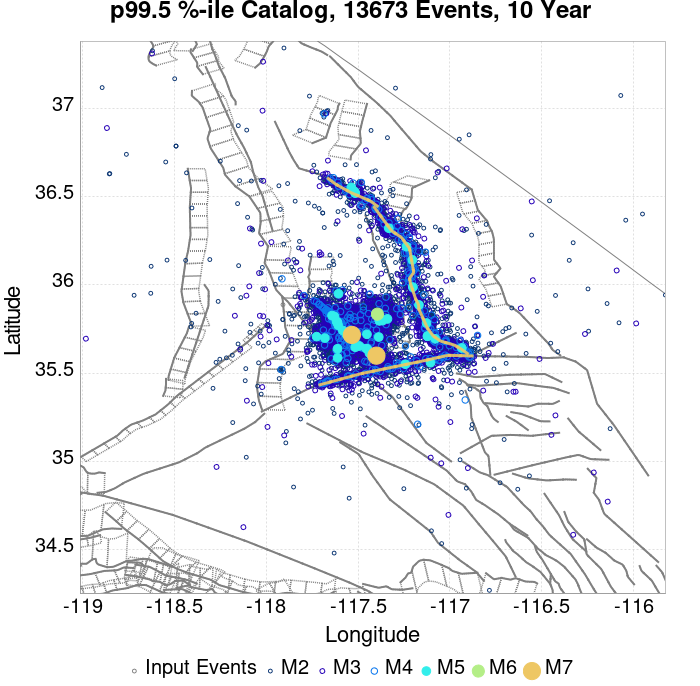 p99.5 %-ile Catalog, 13673 Events, 10 Year
37
36.5
36
35.5
35
34.5
Latitude
-119 -118.5 -118 -117.5 -117 -116.5 -116
Longitude
Input Events M2 M3 M4 M5 M6 M7